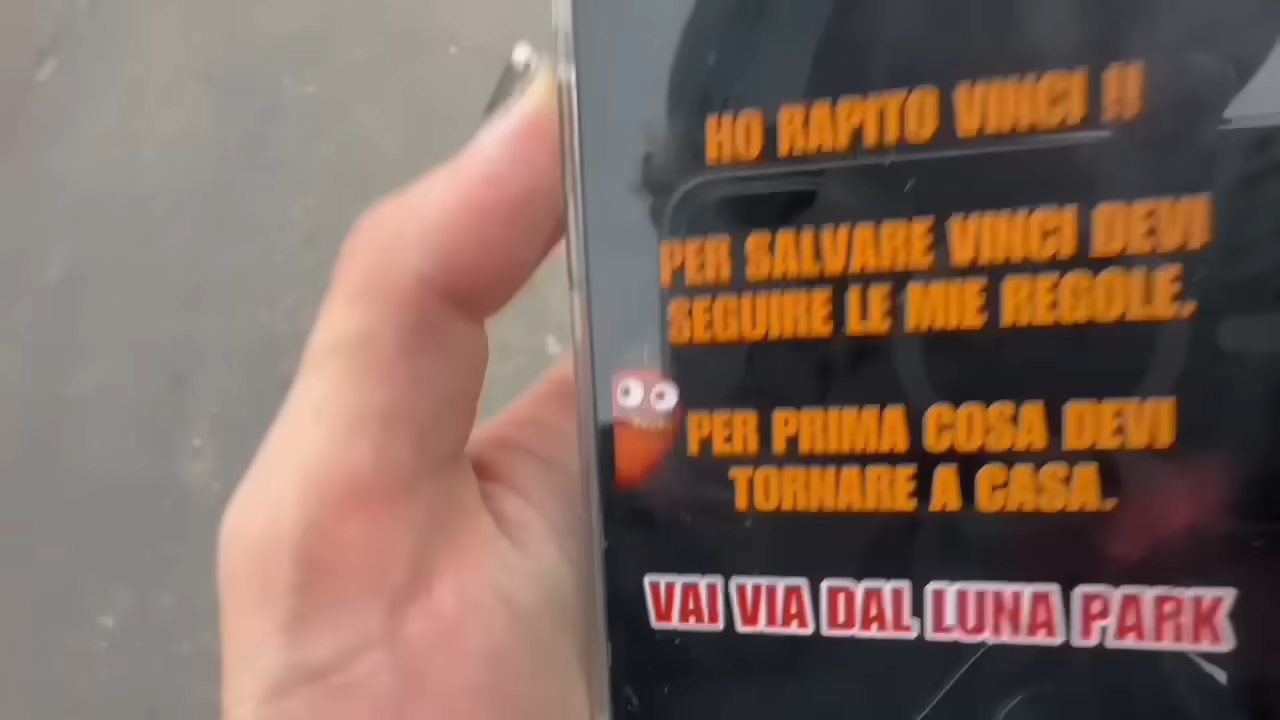 HO RAPITO VINCI !!
PER SALVARE VINCI DEVI
SEGUIRE LE MIE REGOLE.
PER PRIMA COSA DEVI
TORNARE A CASA.
VAI VIA DAL LUNA PARK